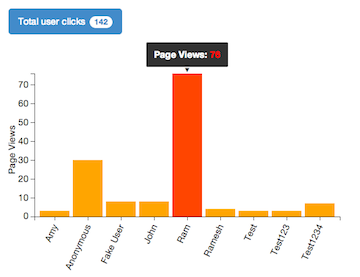 Total user clicks 142
Page Views: 76
Page Views
70
60
50
40
30
20
10
0
Amy
Anonymous
Fake User
John
Ram
Ramesh
Test
Test123
Test1234